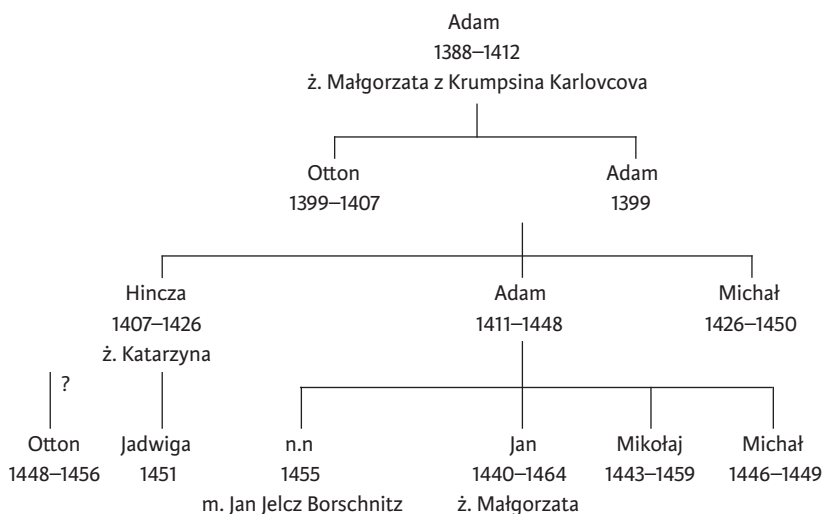 Adam
1388–1412
ż. Małgorzata z Krumpsina Karlovcova
Otton Adam
1399–1407 1399
Hincza Adam Michał
1407–1426 1411–1448 1426–1450
ż. Katarzyna
?
Otton Jadwiga n.n Jan Mikołaj Michał
1448–1456 1451 1455 1440–1464 1443–1459 1446–1449
m. Jan Jelcz Borschnitz ż. Małgorzata